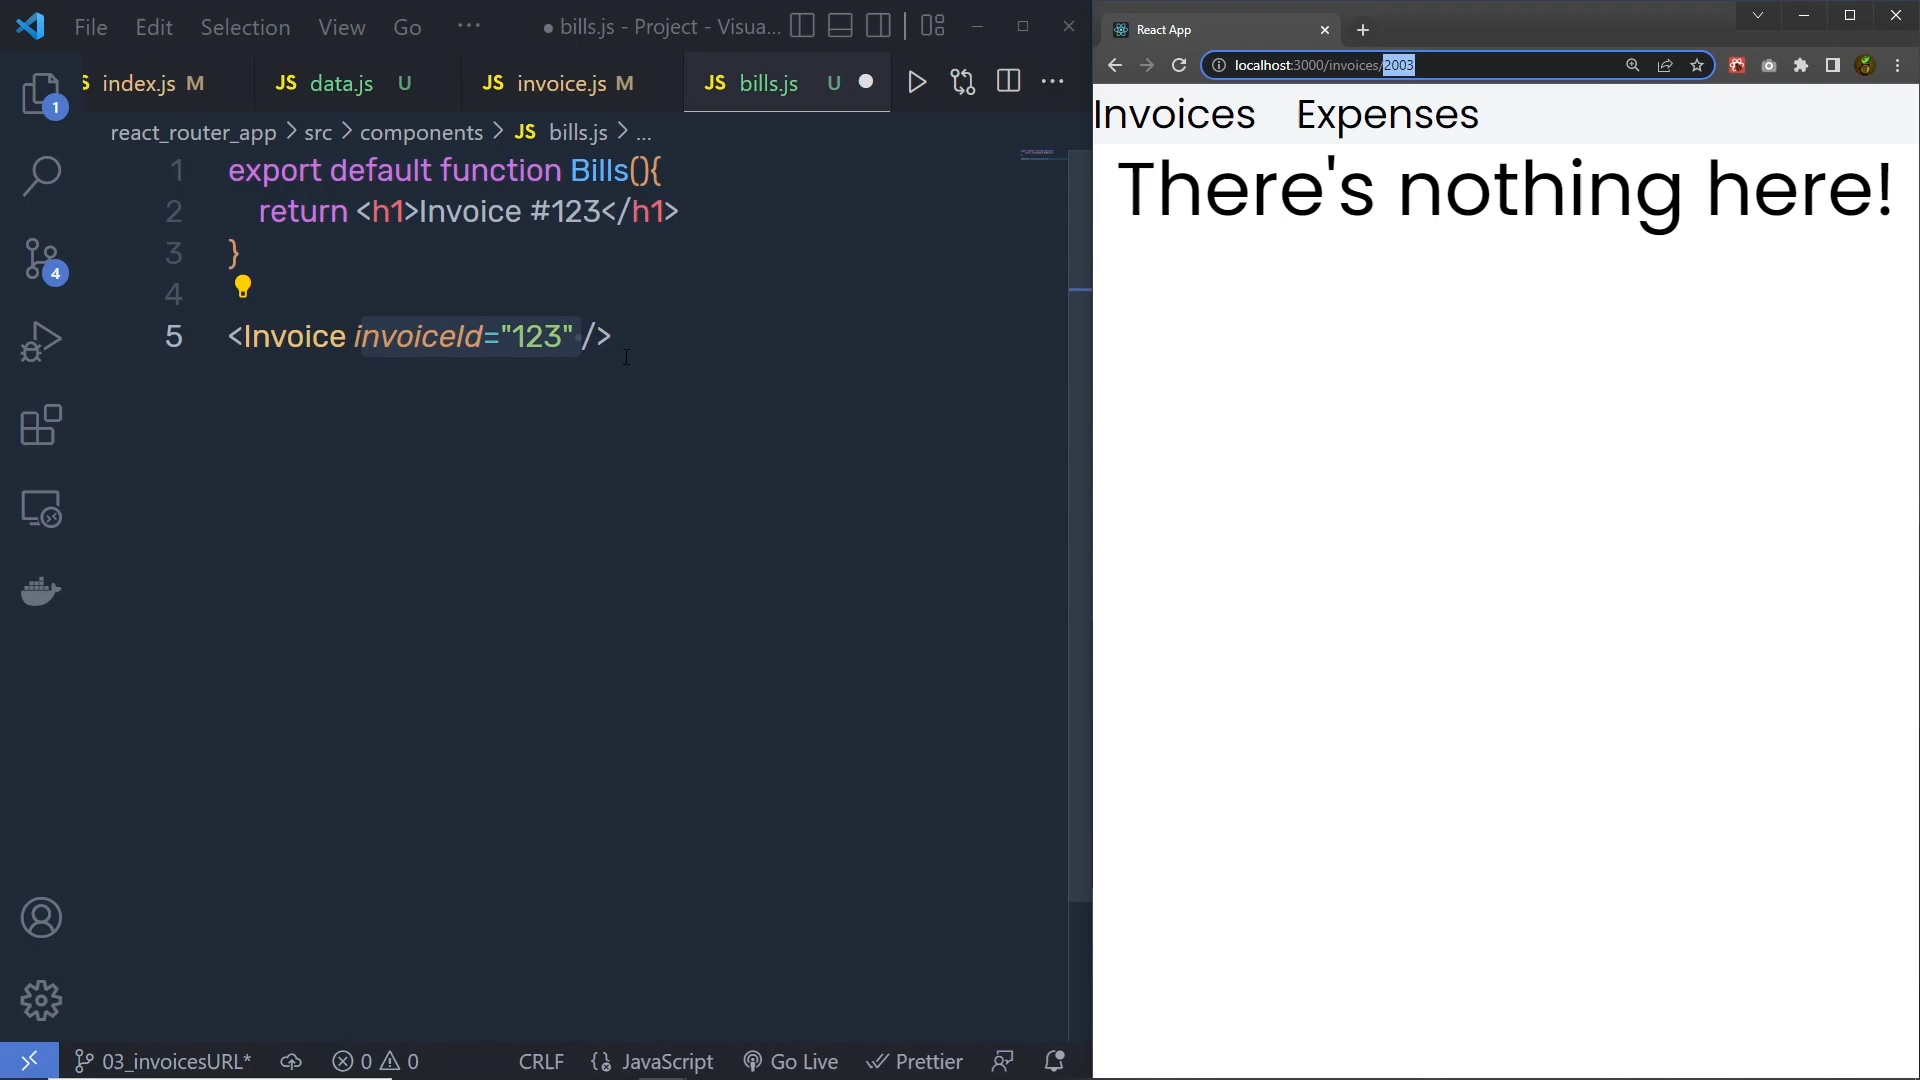 File Edit Selection View Go ··· ● bills.js - Project - Visua...
index.js M JS data.js U JS invoice.js M JS bills.js U
react_router_app > src > components > JS bills.js > ...
1 export default function Bills(){
2 return <h1>Invoice #123</h1>
3 }
4
5 <Invoice invoiceId="123" />
1
4
03_invoicesURL* 0 0 CRLF JavaScript Go Live Prettier
React App
localhost:3000/invoices/2003
Invoices Expenses
There's nothing here!